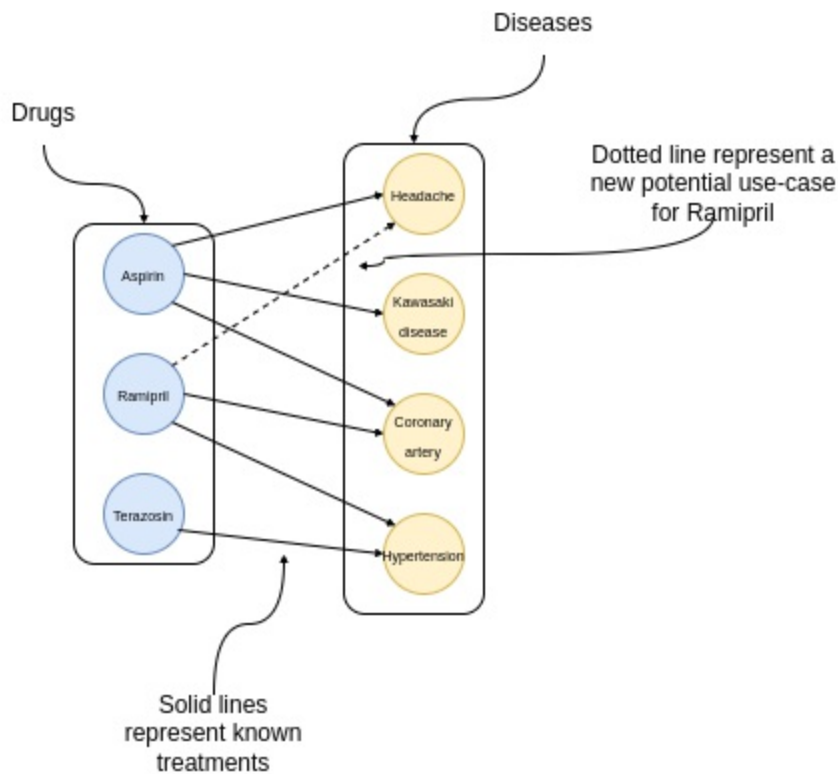 Diseases
Drugs
Dotted line represent a
new potential use-case
for Ramipril
Headache
Aspirin
Kawasaki
disease
Ramipril
Coronary
artery
Terazosin
Hypertension
Solid lines
represent known
treatments